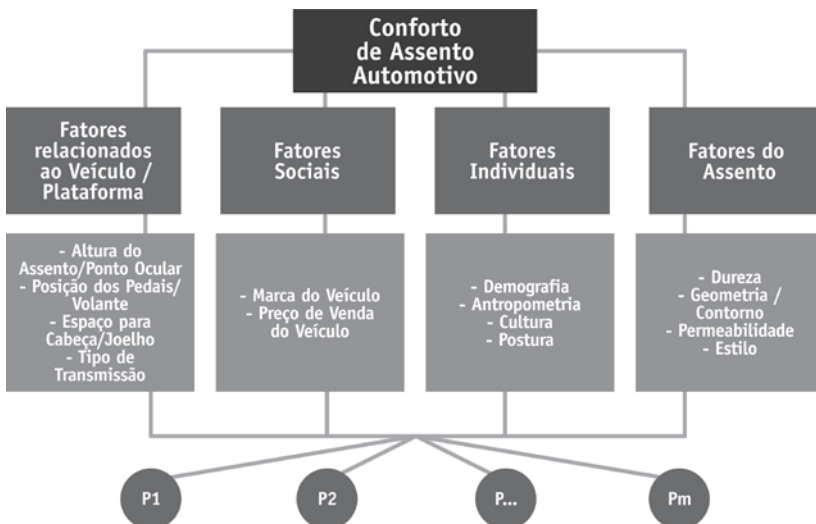 Conforto
de Assento
Automotivo
Fatores
relacionados
ao Veículo /
Plataforma
Fatores
Sociais
Fatores
Individuais
Fatores do
Assento
- Altura do
Assento/Ponto Ocular
- Posição dos Pedais/
Volante
- Espaço para
Cabeça/Joelho
- Tipo de
Transmissão
- Marca do Veículo
- Preço de Venda
do Veículo
- Demografia
- Antropometria
- Cultura
- Postura
- Dureza
- Geometria /
Contorno
- Permeabilidade
- Estilo
P1
P2
P...
Pm